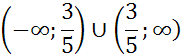 (-∞; 3/5) ∪ (3/5; ∞)